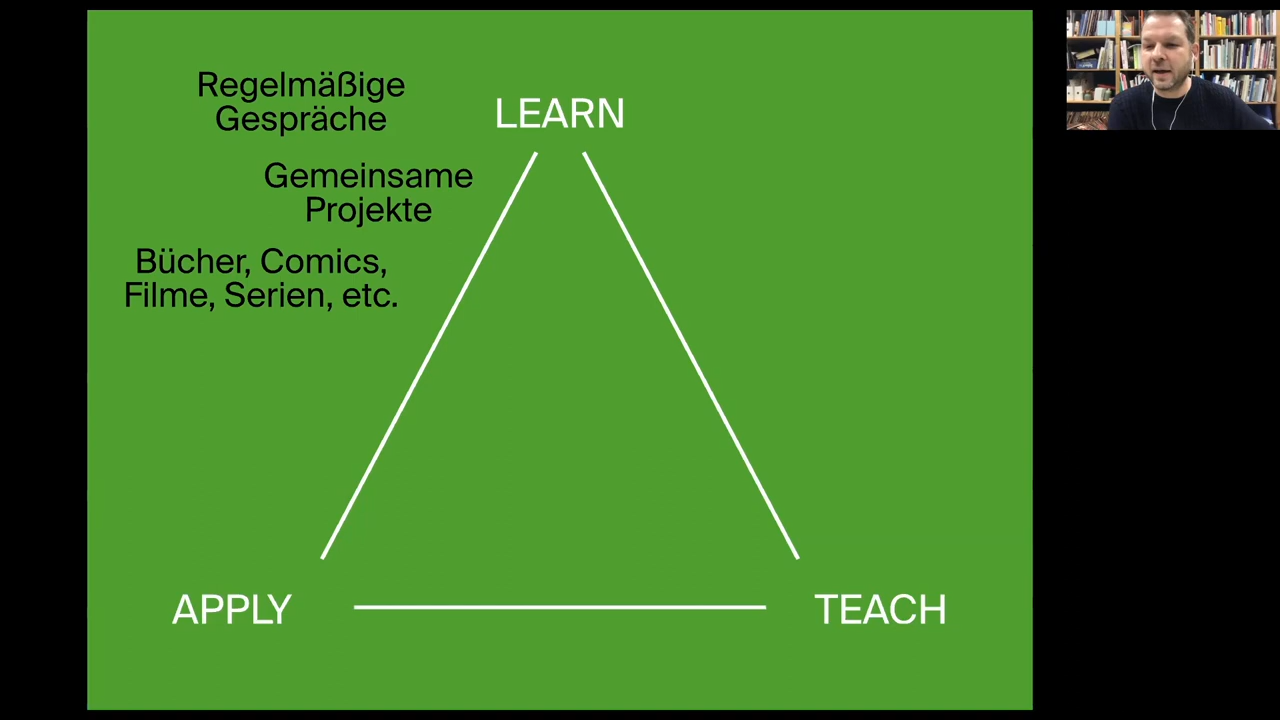 Regelmäßige
Gespräche
LEARN
Gemeinsame
Projekte
Bücher, Comics,
Filme, Serien, etc.
APPLY
TEACH